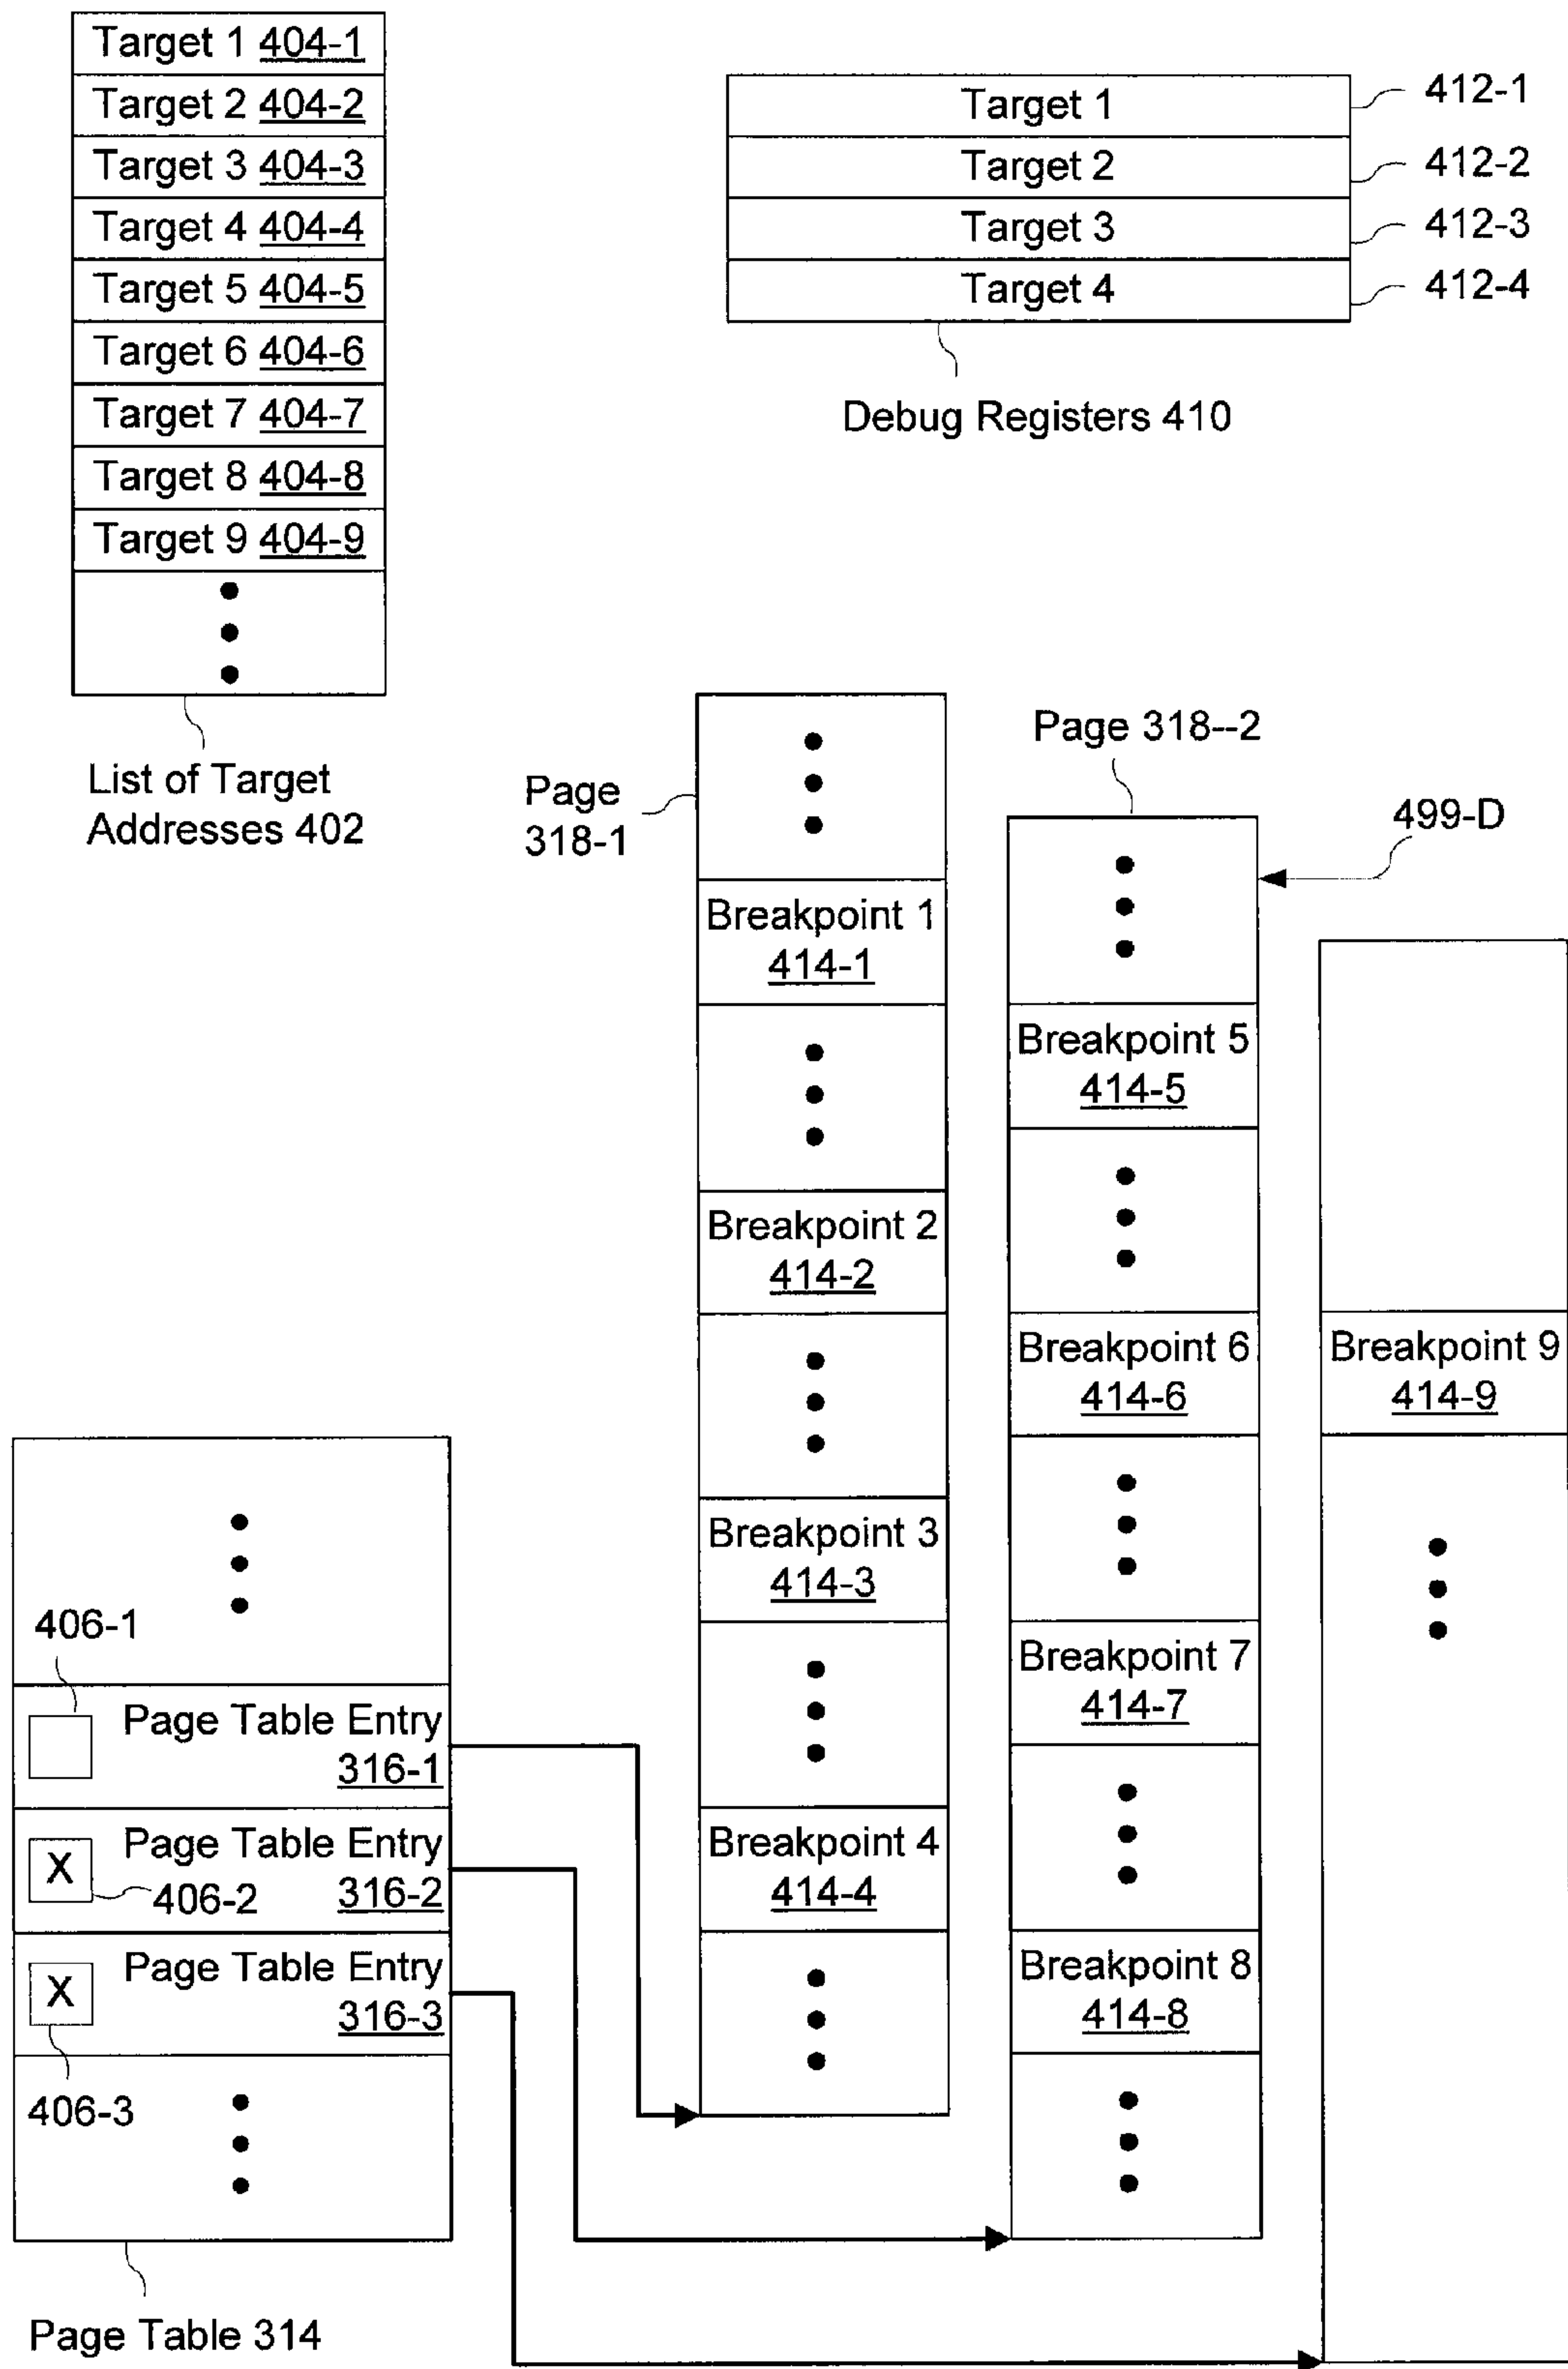 Target 1 404-1
Target 2 404-2
Target 3 404-3
Target 4 404-4
Target 5 404-5
Target 6 404-6
Target 7 404-7
Target 8 404-8
Target 9 404-9
List of Target
Addresses 402
Target 1
412-1
Target 2
412-2
Target 3
412-3
Target 4
412-4
Debug Registers 410
Page
318-1
Breakpoint 1
414-1
Breakpoint 2
414-2
Breakpoint 3
414-3
Breakpoint 4
414-4
Page 318--2
499-D
Breakpoint 5
414-5
Breakpoint 6
414-6
Breakpoint 7
414-7
Breakpoint 8
414-8
Breakpoint 9
414-9
406-1
Page Table Entry
316-1
X
Page Table Entry
316-2
406-2
X
Page Table Entry
316-3
406-3
Page Table 314